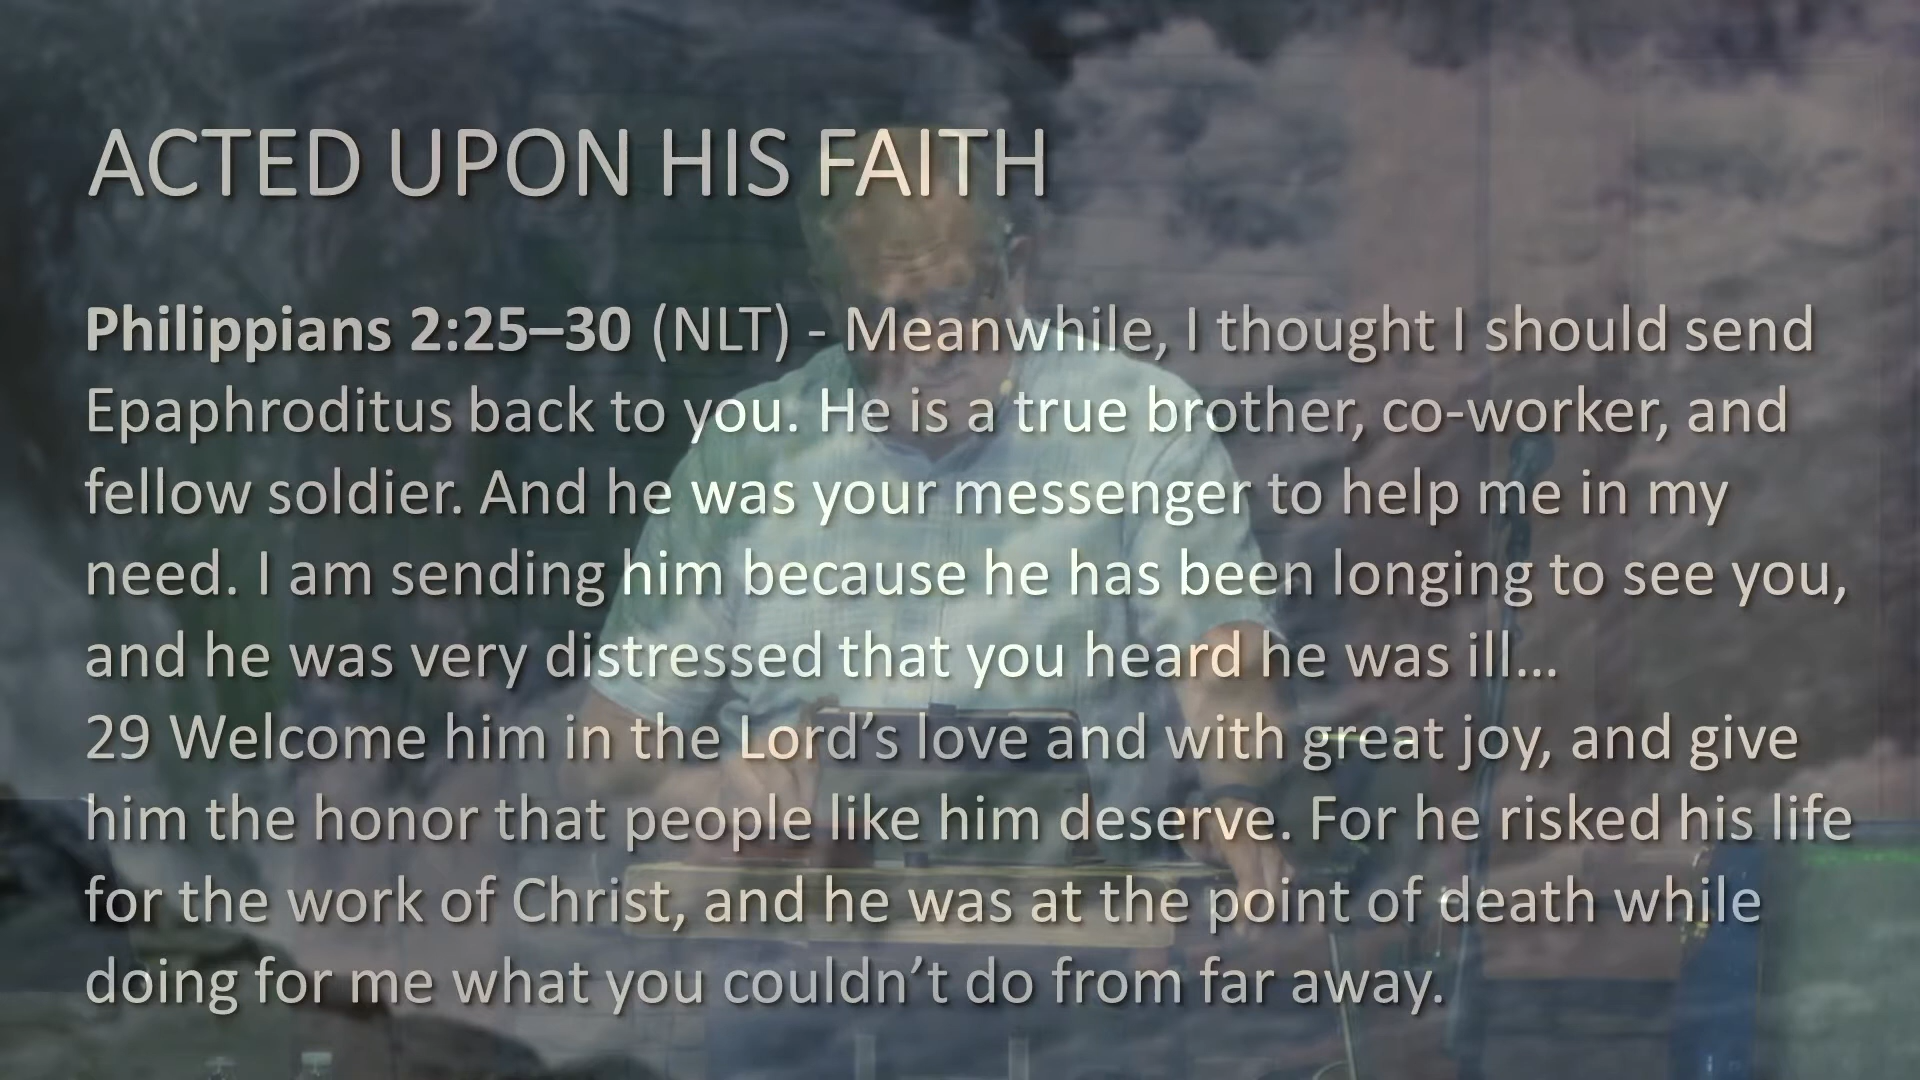 ACTED UPON HIS FAITH
Philippians 2:25–30 (NLT) - Meanwhile, I thought I should send
Epaphroditus back to you. He is a true brother, co-worker, and
fellow soldier. And he was your messenger to help me in my
need. I am sending him because he has been longing to see you,
and he was very distressed that you heard he was ill…
29 Welcome him in the Lord’s love and with great joy, and give
him the honor that people like him deserve. For he risked his life
for the work of Christ, and he was at the point of death while
doing for me what you couldn’t do from far away.